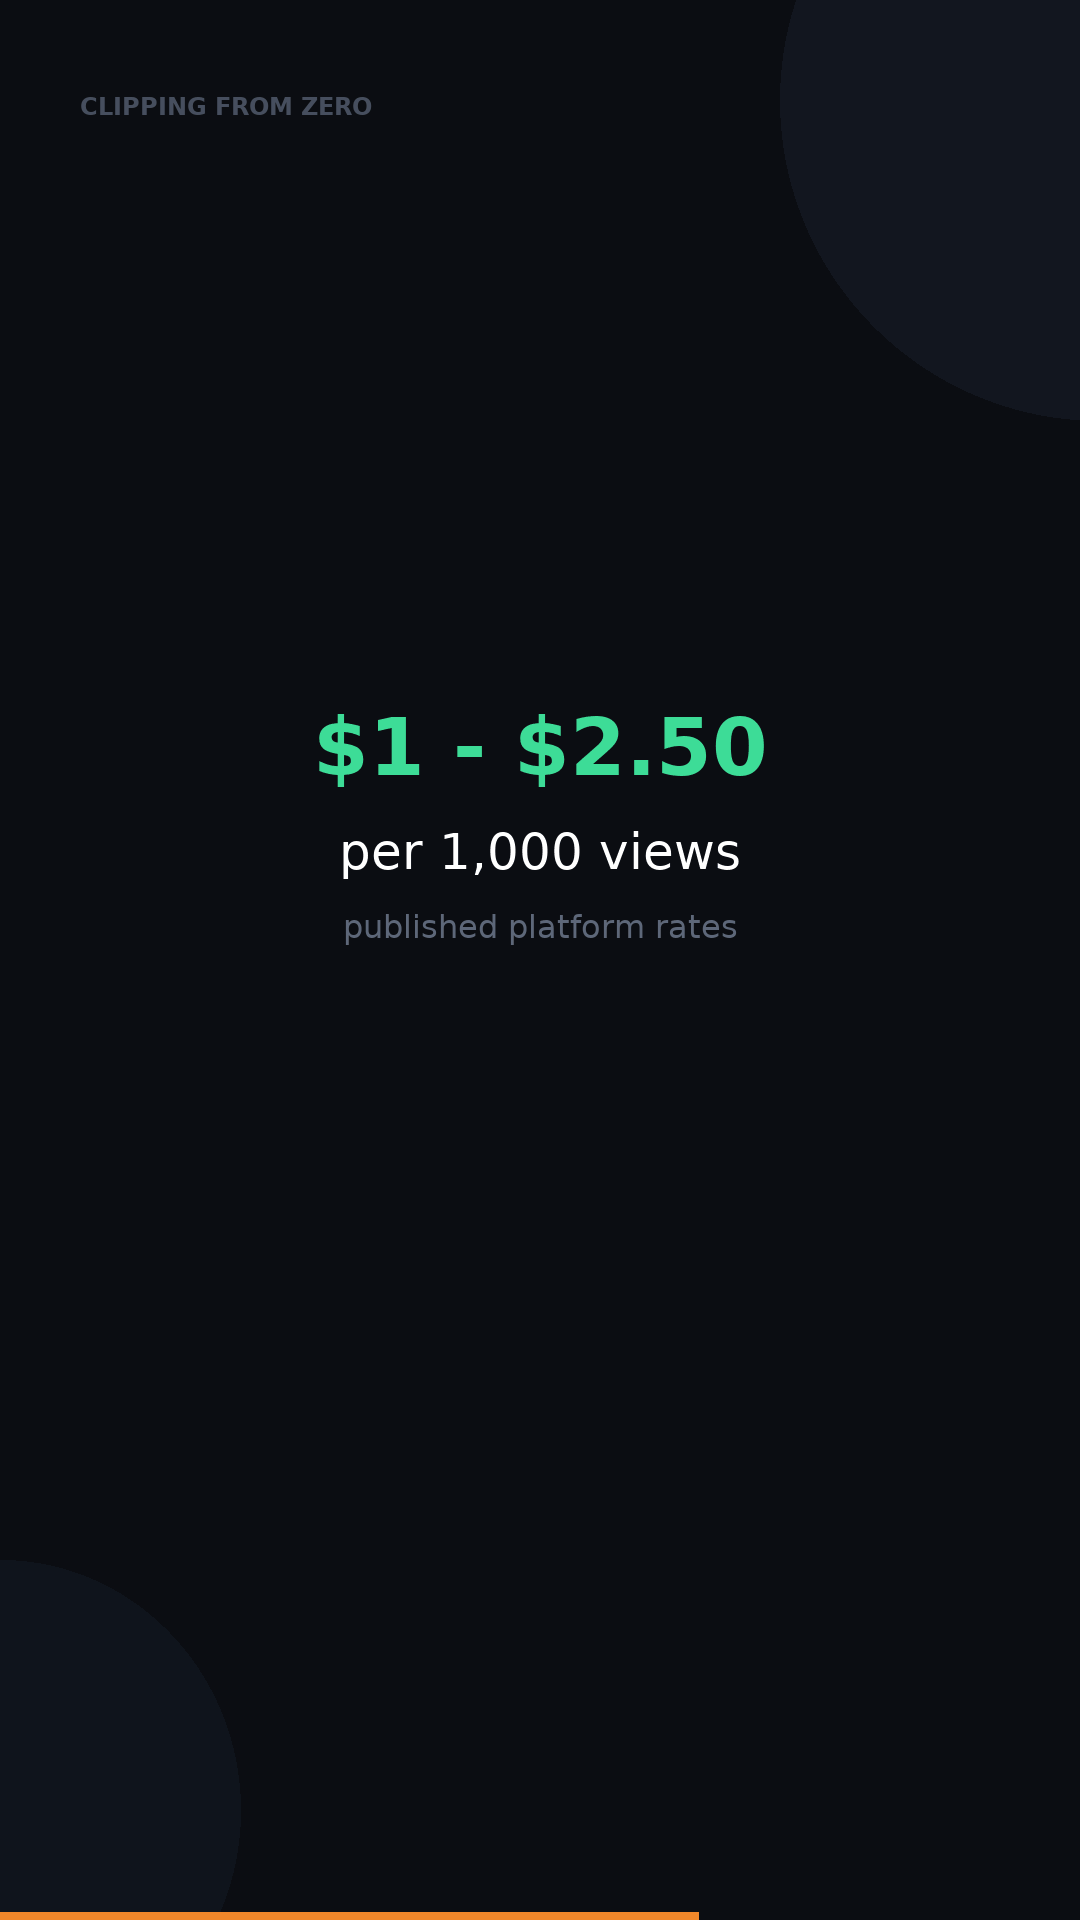 CLIPPING FROM ZERO
$1 - $2.50
per 1,000 views
published platform rates